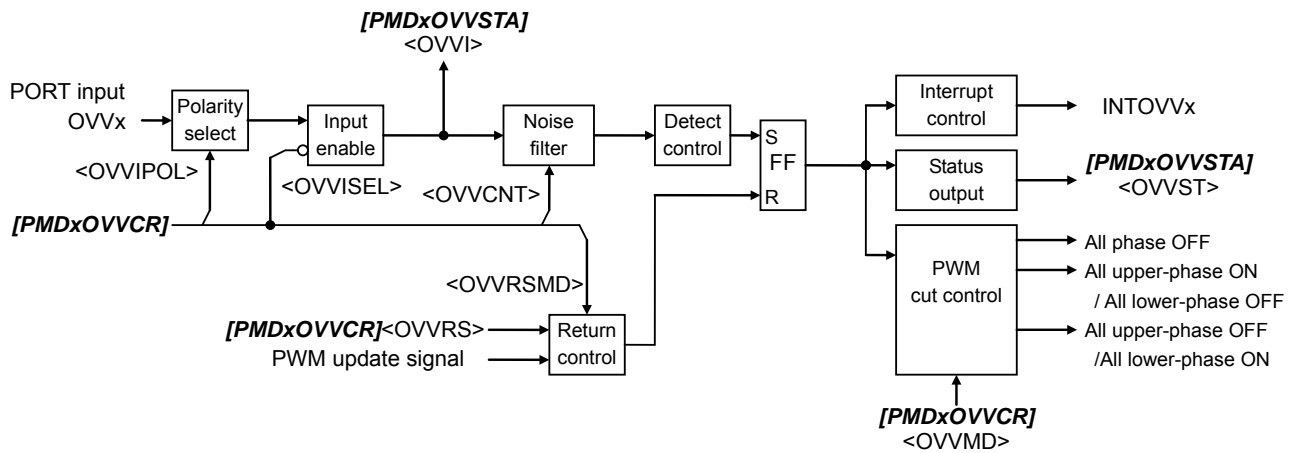 [PMDxOVVSTA]
<OVVI>
PORT input
OVVx
Polarity
select
Input
enable
Noise
filter
Detect
control
S
FF
R
Interrupt
control
INTOVVx
Status
output
[PMDxOVVSTA]
<OVVST>
<OVVIPOL>
<OVVISEL>
<OVVCNT>
[PMDxOVVCR]
<OVVRSMD>
[PMDxOVVCR]<OVVRS>
PWM update signal
Return
control
PWM
cut control
All phase OFF
All upper-phase ON
/ All lower-phase OFF
All upper-phase OFF
/All lower-phase ON
[PMDxOVVCR]
<OVVMD>